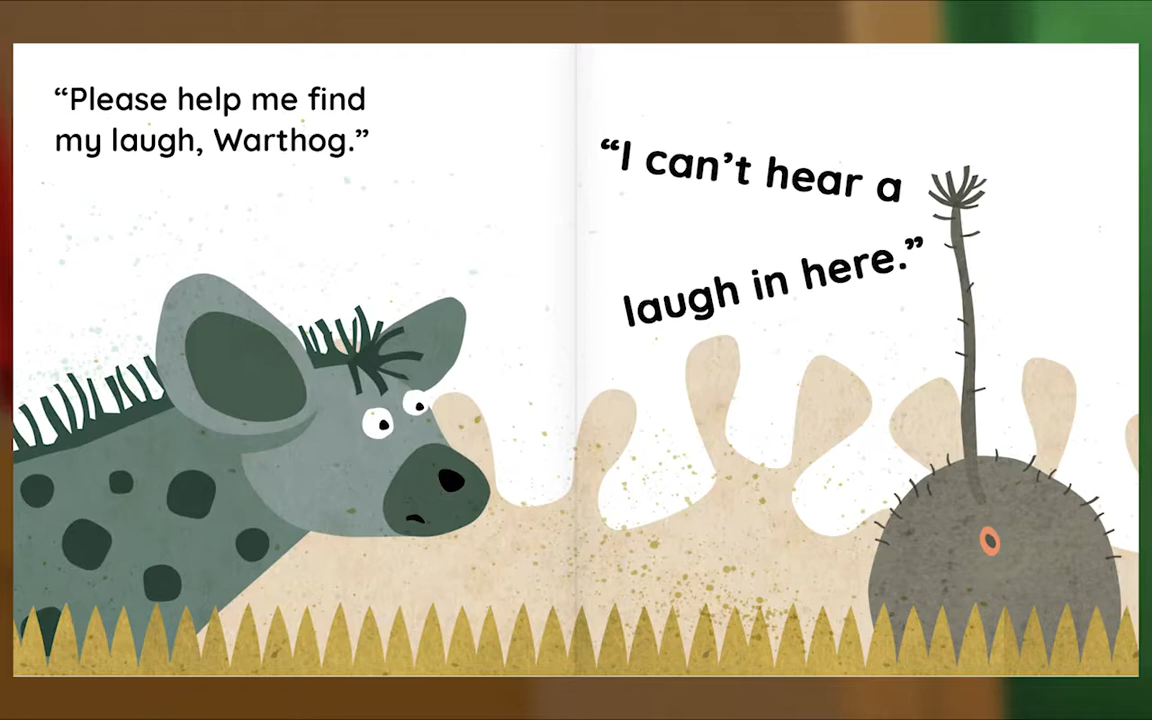 “Please help me find
my laugh, Warthog.”
“I can’t hear a
laugh in here.”